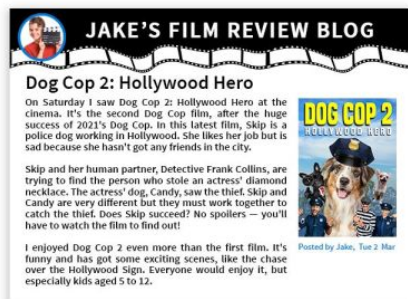 JAKE'S FILM REVIEW BLOG
Dog Cop 2: Hollywood Hero
On Saturday I saw Dog Cop 2: Hollywood Hero at the
cinema. It's the second Dog Cop film, after the huge
success of 2021's Dog Cop. In this latest film, Skip is a
police dog working in Hollywood. She likes her job but is
sad because she hasn't got any friends in the city.
Skip and her human partner, Detective Frank Collins, are
trying to find the person who stole an actress' diamond
necklace. The actress' dog, Candy, saw the thief. Skip and
Candy are very different but they must work together to
catch the thief. Does Skip succeed? No spoilers — you'll
have to watch the film to find out!
I enjoyed Dog Cop 2 even more than the first film. It's
funny and has got some exciting scenes, like the chase
over the Hollywood Sign. Everyone would enjoy it, but
especially kids aged 5 to 12.
DOG COP 2
HOLLYWOOD HERO
Posted by Jake, Tue 2 Mar